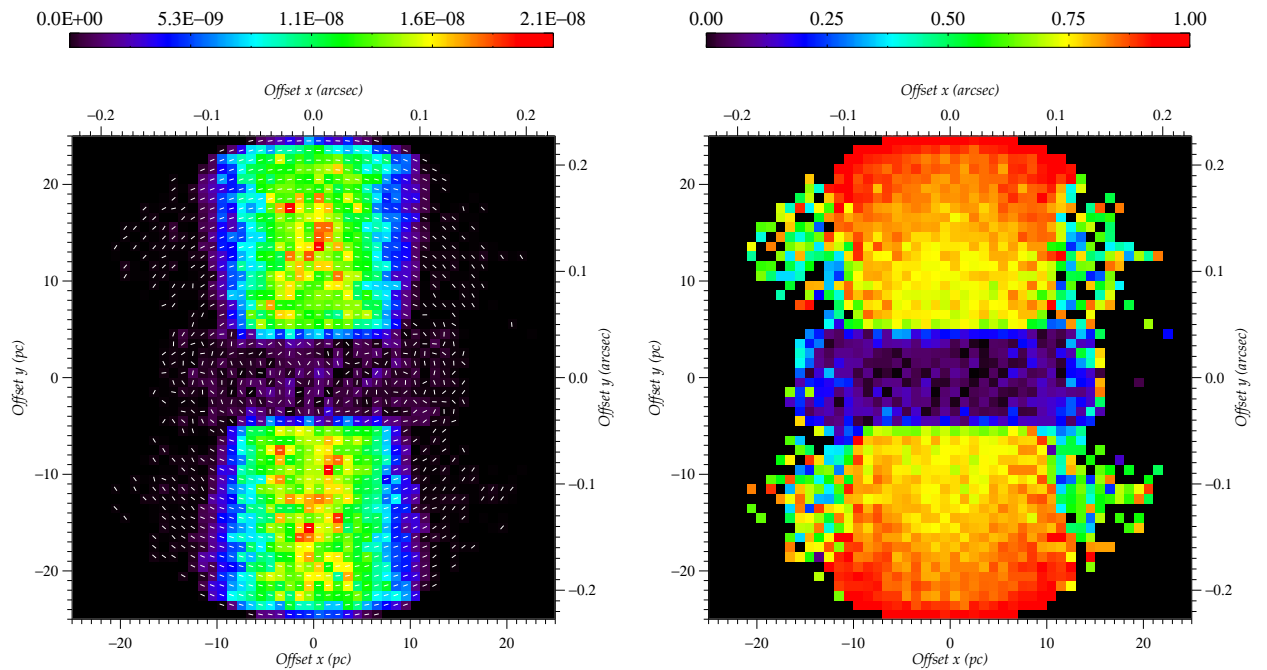 0.0E+00 5.3E−09 1.1E−08 1.6E−08 2.1E−08
Offset x (arcsec)
−0.2 −0.1 0.0 0.1 0.2
20
10
0
−10
−20
Offset y (pc)
0.2
0.1
0.0
−0.1
−0.2
Offset y (arcsec)
−20 −10 0 10 20
Offset x (pc)
0.00 0.25 0.50 0.75 1.00
Offset x (arcsec)
−0.2 −0.1 0.0 0.1 0.2
20
10
0
−10
−20
Offset y (pc)
0.2
0.1
0.0
−0.1
−0.2
Offset y (arcsec)
−20 −10 0 10 20
Offset x (pc)